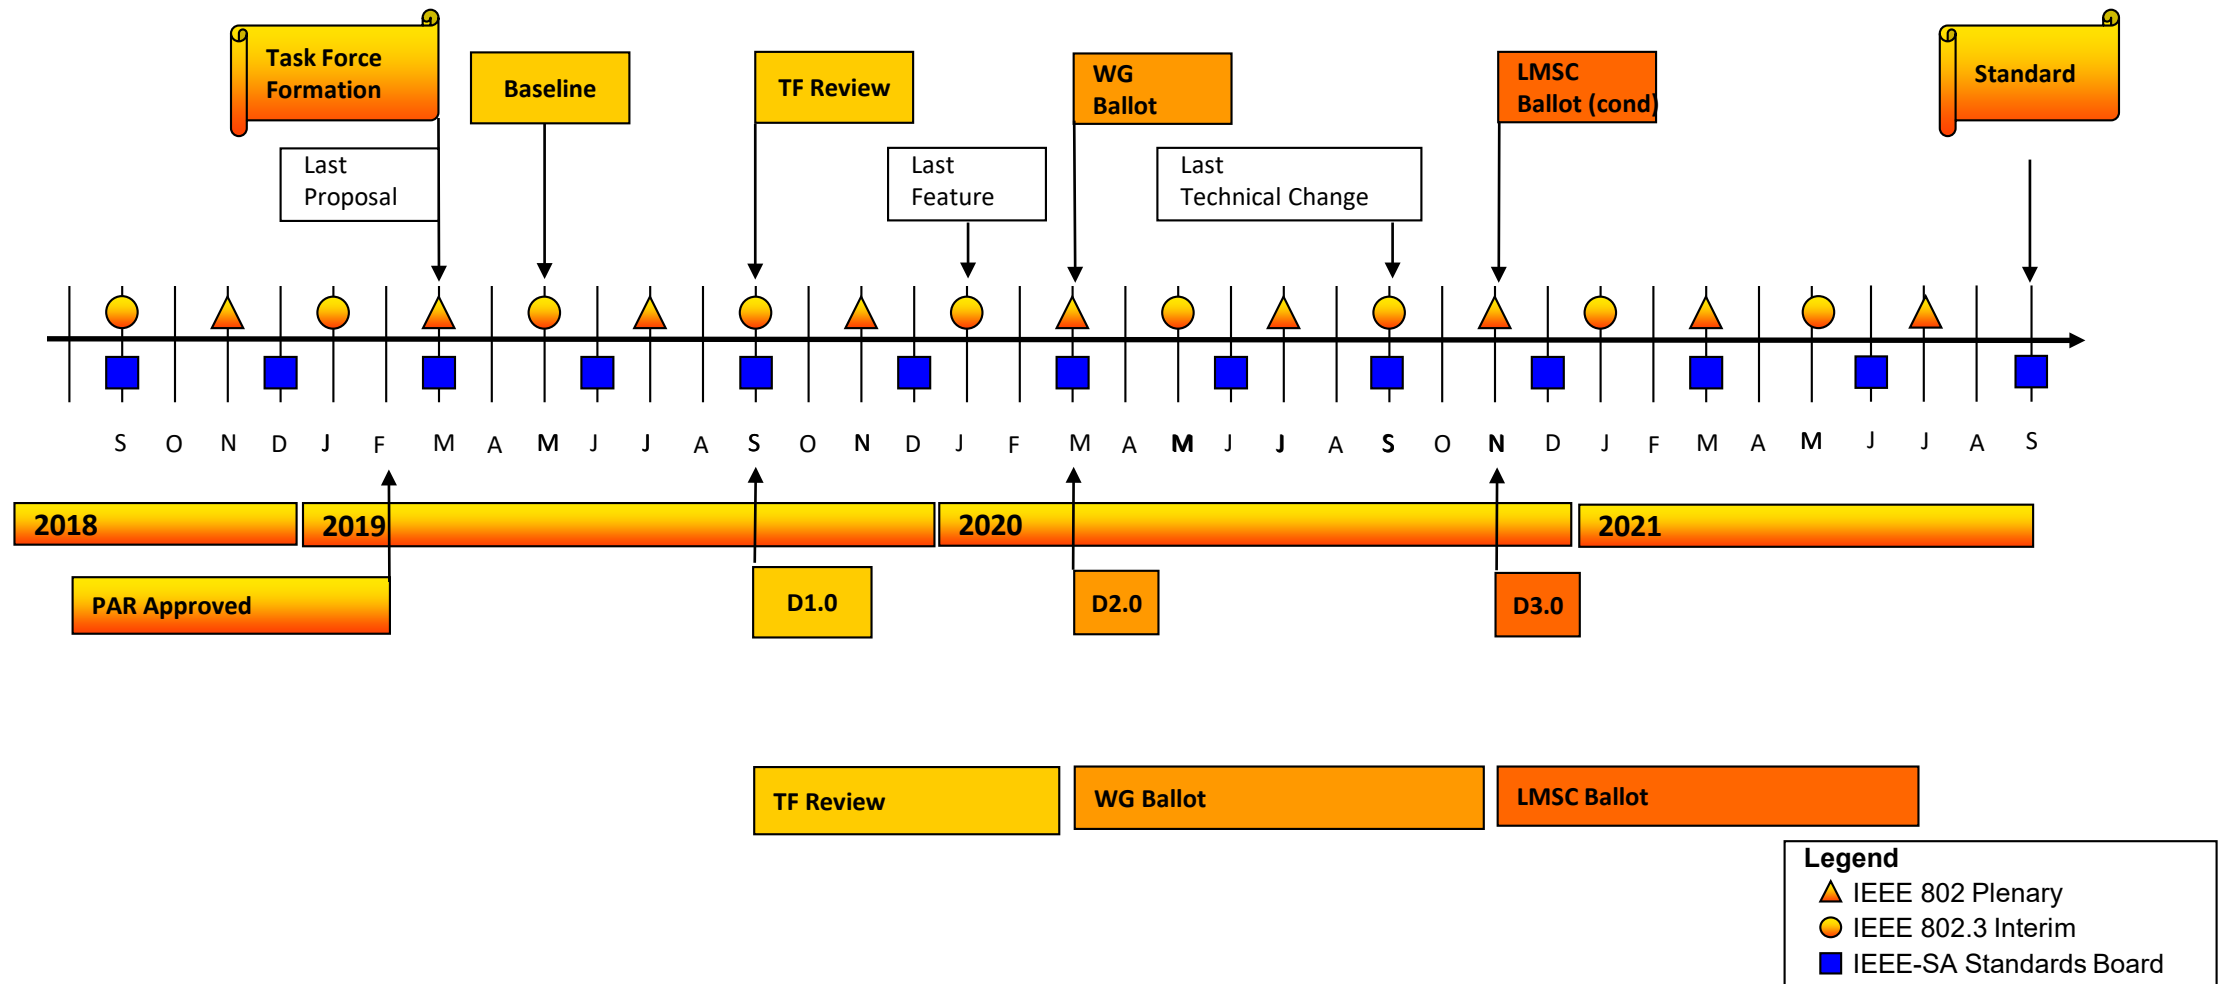 Task Force
Formation
Baseline
TF Review
WG
Ballot
LMSC
Ballot (cond)
Standard
Last
Proposal
Last
Feature
Last
Technical Change
S O N D J F M A M J J A S O N D J F M A M J J A S O N D J F M A M J J A S
2018 2019 2020 2021
PAR Approved
D1.0
D2.0
D3.0
TF Review
WG Ballot
LMSC Ballot
Legend
IEEE 802 Plenary
IEEE 802.3 Interim
IEEE-SA Standards Board